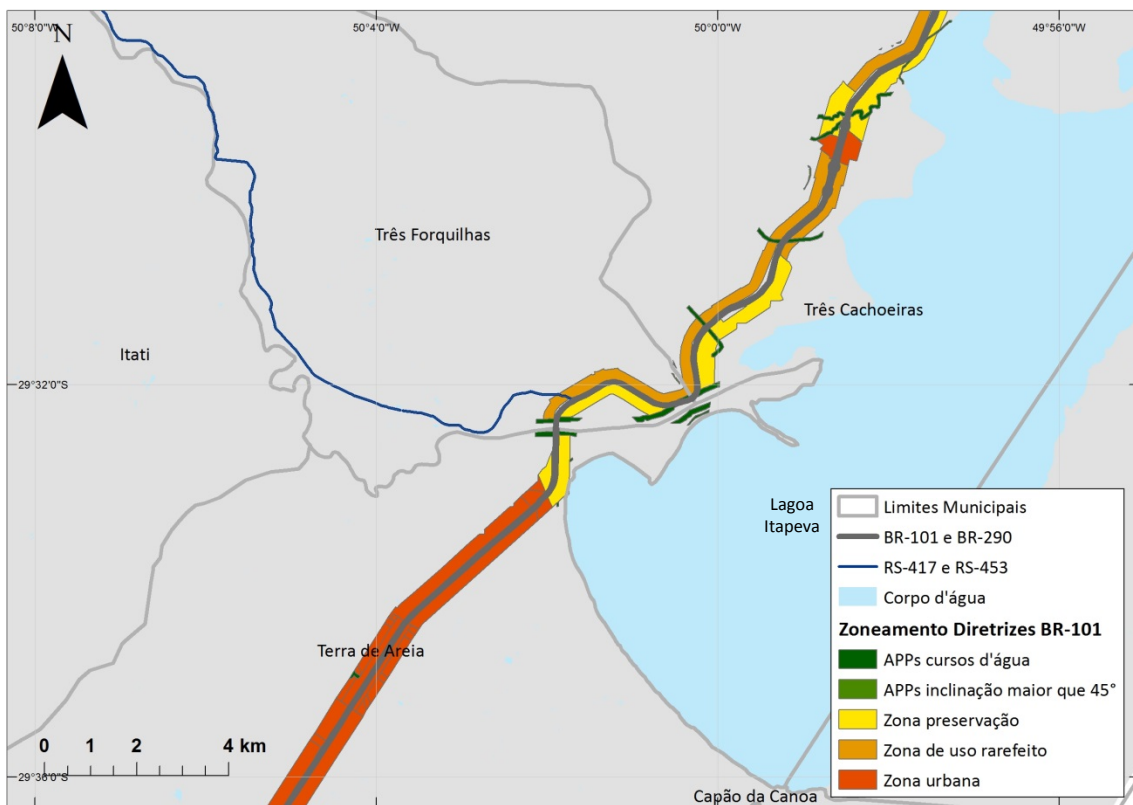 50°8'0"W
50°4'0"W
50°0'0"W
49°56'0"W
N
Três Forquilhas
Três Cachoeiras
Itati
29°32'0"S
Lagoa
Itapeva
Terra de Areia
0 1 2 4 km
29°30'0"S
Capão da Canoa
Limites Municipais
BR-101 e BR-290
RS-417 e RS-453
Corpo d'água
Zoneamento Diretrizes BR-101
APPs cursos d'água
APPs inclinação maior que 45°
Zona preservação
Zona de uso rarefeito
Zona urbana